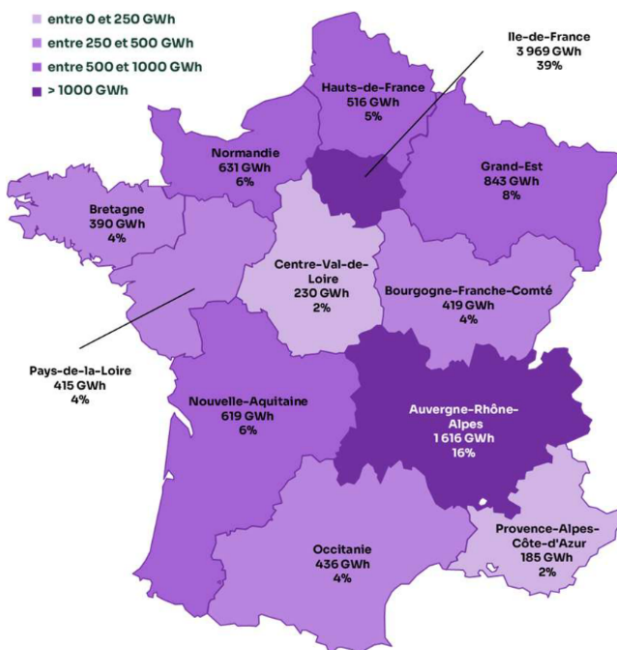 entre 0 et 250 GWh
entre 250 et 500 GWh
entre 500 et 1000 GWh
> 1000 GWh
Ile-de-France
3 969 GWh
39%
Hauts-de-France
516 GWh
5%
Normandie
631 GWh
6%
Grand-Est
843 GWh
8%
Bretagne
390 GWh
4%
Centre-Val-de-
Loire
230 GWh
2%
Bourgogne-Franche-Comté
419 GWh
4%
Pays-de-la-Loire
415 GWh
4%
Nouvelle-Aquitaine
619 GWh
6%
Auvergne-Rhône-
Alpes
1 616 GWh
16%
Occitanie
436 GWh
4%
Provence-Alpes-
Côte-d'Azur
185 GWh
2%